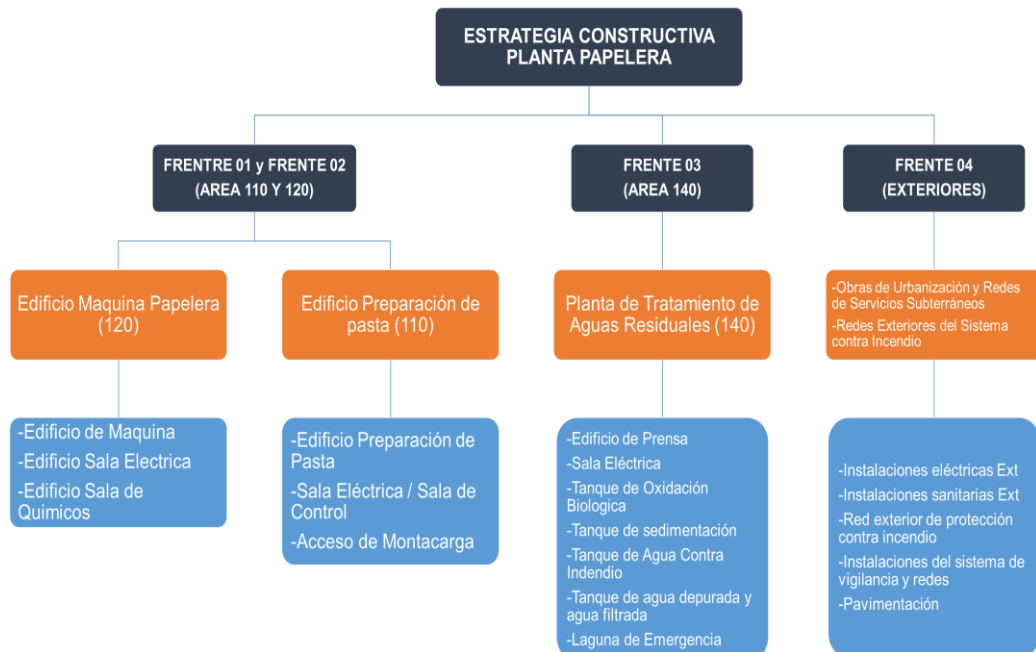 ESTRATEGIA CONSTRUCTIVA
PLANTA PAPELERA
FRENTRE 01 y FRENTE 02
(AREA 110 Y 120)
FRENTE 03
(AREA 140)
FRENTE 04
(EXTERIORES)
Edificio Maquina Papelera
(120)
Edificio Preparación de
pasta (110)
Planta de Tratamiento de
Aguas Residuales (140)
-Obras de Urbanización y Redes
de Servicios Subterráneos
-Redes Exteriores del Sistema
contra Incendio
-Edificio de Maquina
-Edificio Sala Electrica
-Edificio Sala de
Quimicos
-Edificio Preparación de
Pasta
-Sala Eléctrica / Sala de
Control
-Acceso de Montacarga
-Edificio de Prensa
-Sala Eléctrica
-Tanque de Oxidación
Biologica
-Tanque de sedimentación
-Tanque de Agua Contra
Indendio
-Tanque de agua depurada y
agua filtrada
-Laguna de Emergencia
-Instalaciones eléctricas Ext
-Instalaciones sanitarias Ext
-Red exterior de protección
contra incendio
-Instalaciones del sistema de
vigilancia y redes
-Pavimentación